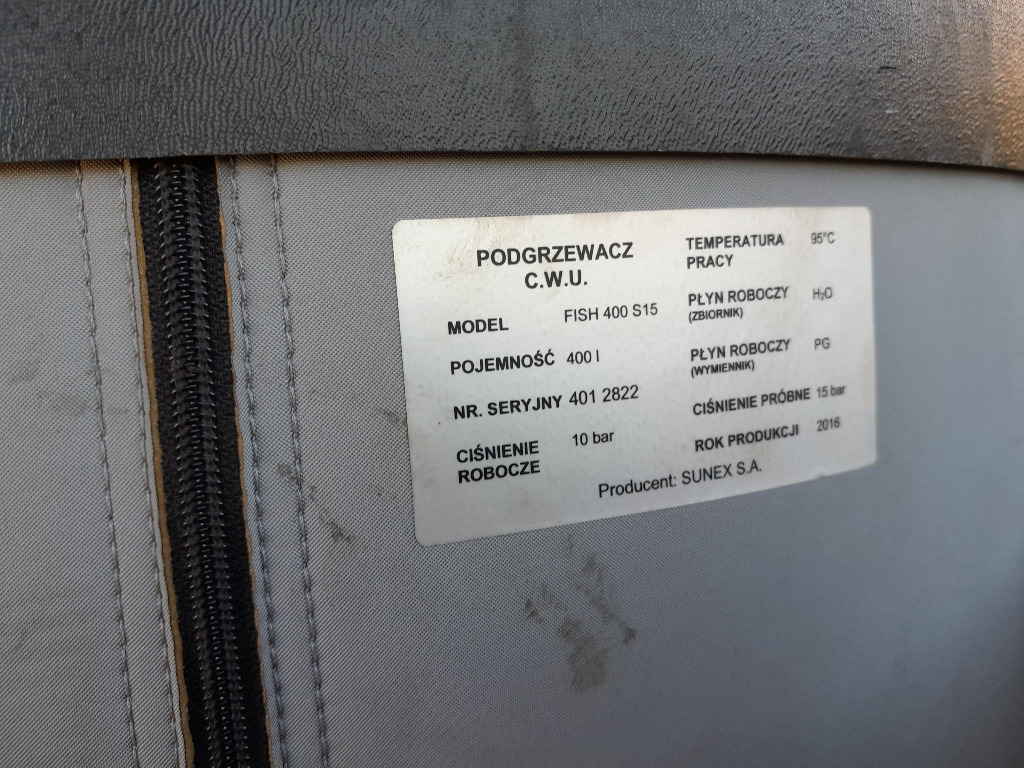 PODGRZEWACZ
C.W.U.
MODEL FISH 400 S15
POJEMNOŚĆ 400 l
NR. SERYJNY 401 2822
CIŚNIENIE
ROBOCZE 10 bar
TEMPERATURA
PRACY 95°C
PŁYN ROBOCZY
(ZBIORNIK) H₂O
PŁYN ROBOCZY
(WYMIENNIK) PG
CIŚNIENIE PRÓBNE 15 bar
ROK PRODUKCJI 2016
Producent: SUNEX S.A.